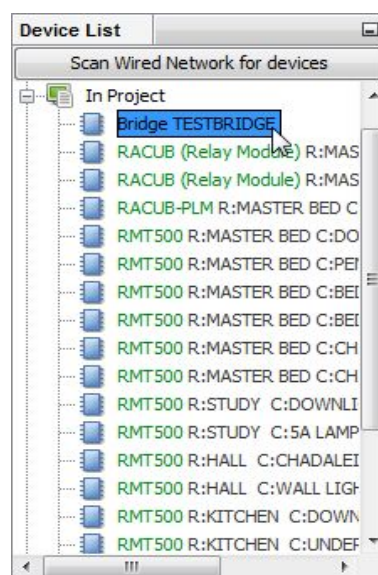 Device List
Scan Wired Network for devices
In Project
Bridge TESTBRIDGE
RACUB (Relay Module) R:MAS
RACUB (Relay Module) R:MAS
RACUB-PLM R:MASTER BED C
RMT500 R:MASTER BED C:DO
RMT500 R:MASTER BED C:PEN
RMT500 R:MASTER BED C:BED
RMT500 R:MASTER BED C:BED
RMT500 R:MASTER BED C:CH
RMT500 R:MASTER BED C:CH
RMT500 R:STUDY C:DOWNLI
RMT500 R:STUDY C:5A LAMP
RMT500 R:HALL C:CHADALEI
RMT500 R:HALL C:WALL LIGH
RMT500 R:KITCHEN C:DOWN
RMT500 R:KITCHEN C:UNDER